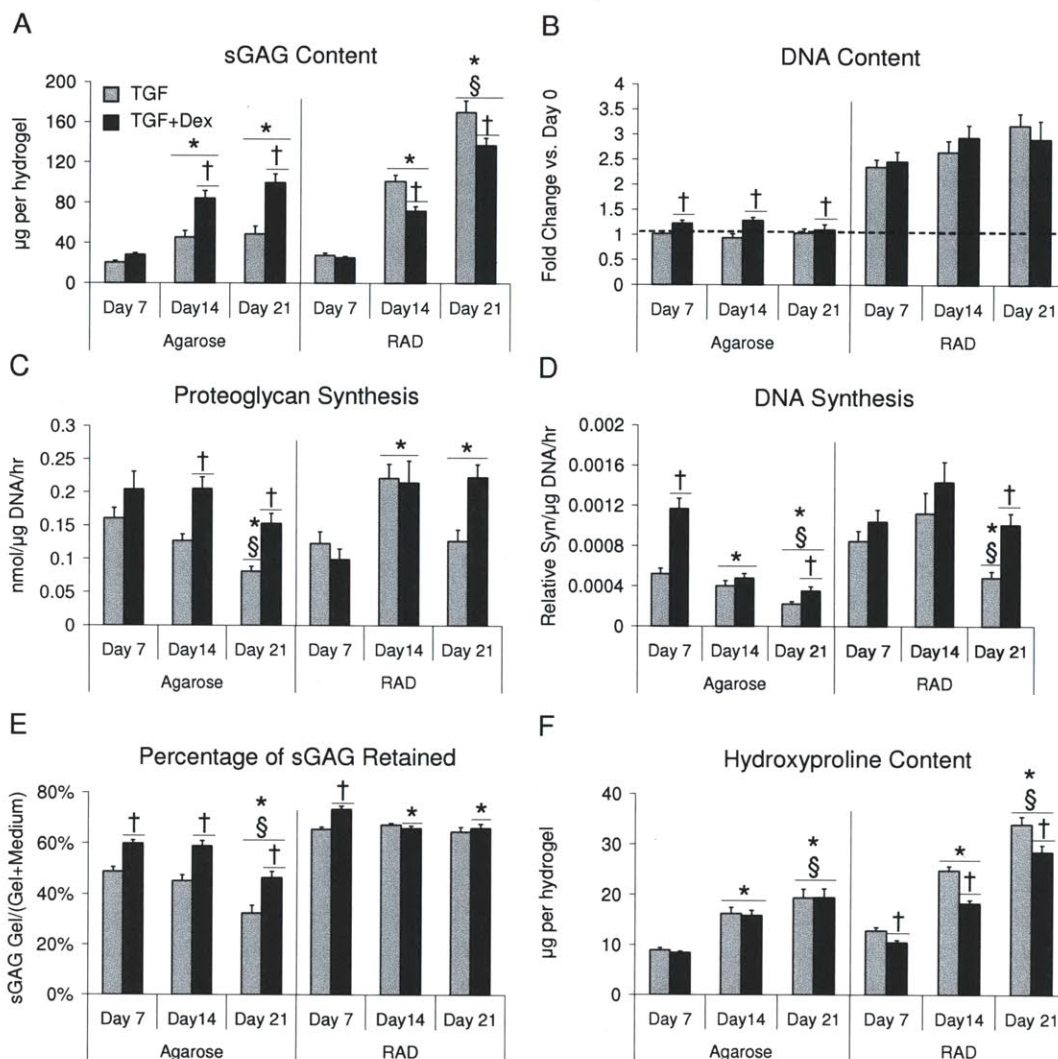 A
sGAG Content
µg per hydrogel
200
160
120
80
40
0
TGF
TGF+Dex
* † * † * † * § †
Day 7 Day14 Day 21 Day 7 Day14 Day 21
Agarose RAD
B
DNA Content
Fold Change vs. Day 0
4
3.5
3
2.5
2
1.5
1
0.5
0
† † †
Day 7 Day14 Day 21 Day 7 Day14 Day 21
Agarose RAD
C
Proteoglycan Synthesis
nmol/µg DNA/hr
0.3
0.25
0.2
0.15
0.1
0.05
0
† * § † * *
Day 7 Day14 Day 21 Day 7 Day14 Day 21
Agarose RAD
D
DNA Synthesis
Relative Syn/µg DNA/hr
0.002
0.0016
0.0012
0.0008
0.0004
0
† * * § † * § †
Day 7 Day14 Day 21 Day 7 Day14 Day 21
Agarose RAD
E
Percentage of sGAG Retained
sGAG Gel/(Gel+Medium)
80%
60%
40%
20%
0%
† † * § † † * *
Day 7 Day14 Day 21 Day 7 Day14 Day 21
Agarose RAD
F
Hydroxyproline Content
µg per hydrogel
40
30
20
10
0
* * § † * † * § †
Day 7 Day14 Day 21 Day 7 Day14 Day 21
Agarose RAD